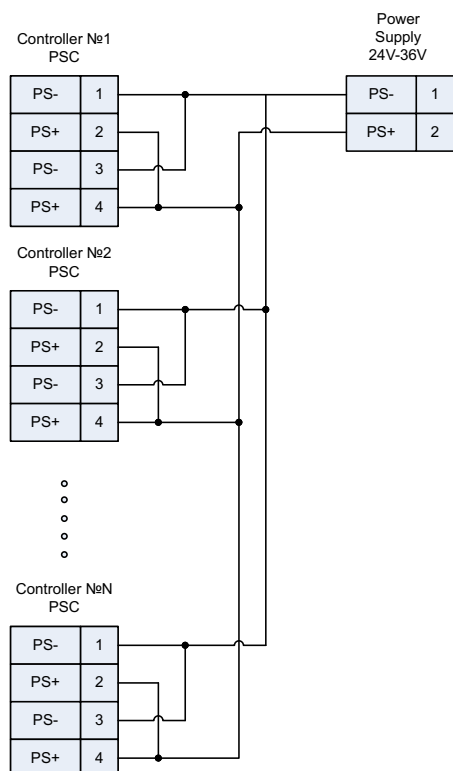 Controller №1
PSC
PS- 1
PS+ 2
PS- 3
PS+ 4
Power
Supply
24V-36V
PS- 1
PS+ 2
Controller №2
PSC
PS- 1
PS+ 2
PS- 3
PS+ 4
Controller №N
PSC
PS- 1
PS+ 2
PS- 3
PS+ 4